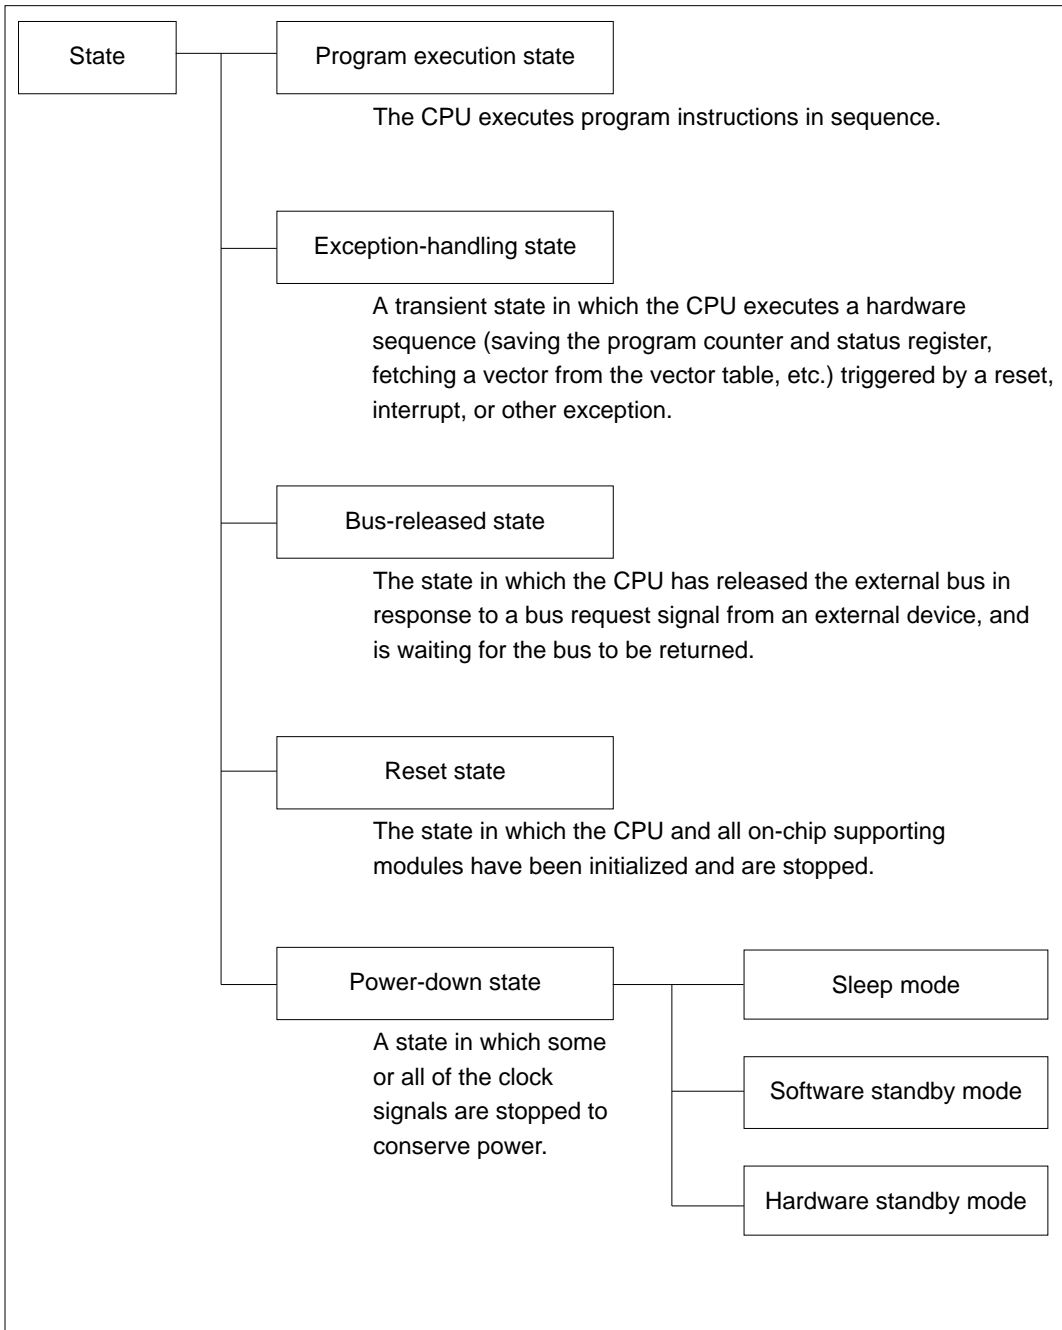 State
Program execution state
The CPU executes program instructions in sequence.
Exception-handling state
A transient state in which the CPU executes a hardware
sequence (saving the program counter and status register,
fetching a vector from the vector table, etc.) triggered by a reset,
interrupt, or other exception.
Bus-released state
The state in which the CPU has released the external bus in
response to a bus request signal from an external device, and
is waiting for the bus to be returned.
Reset state
The state in which the CPU and all on-chip supporting
modules have been initialized and are stopped.
Power-down state
A state in which some
or all of the clock
signals are stopped to
conserve power.
Sleep mode
Software standby mode
Hardware standby mode